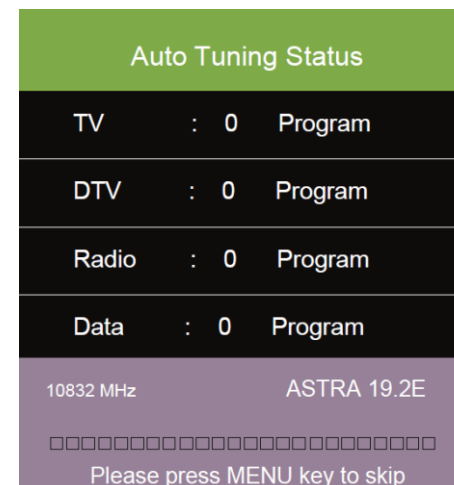 Auto Tuning Status
TV : 0 Program
DTV : 0 Program
Radio : 0 Program
Data : 0 Program
10832 MHz ASTRA 19.2E
Please press MENU key to skip